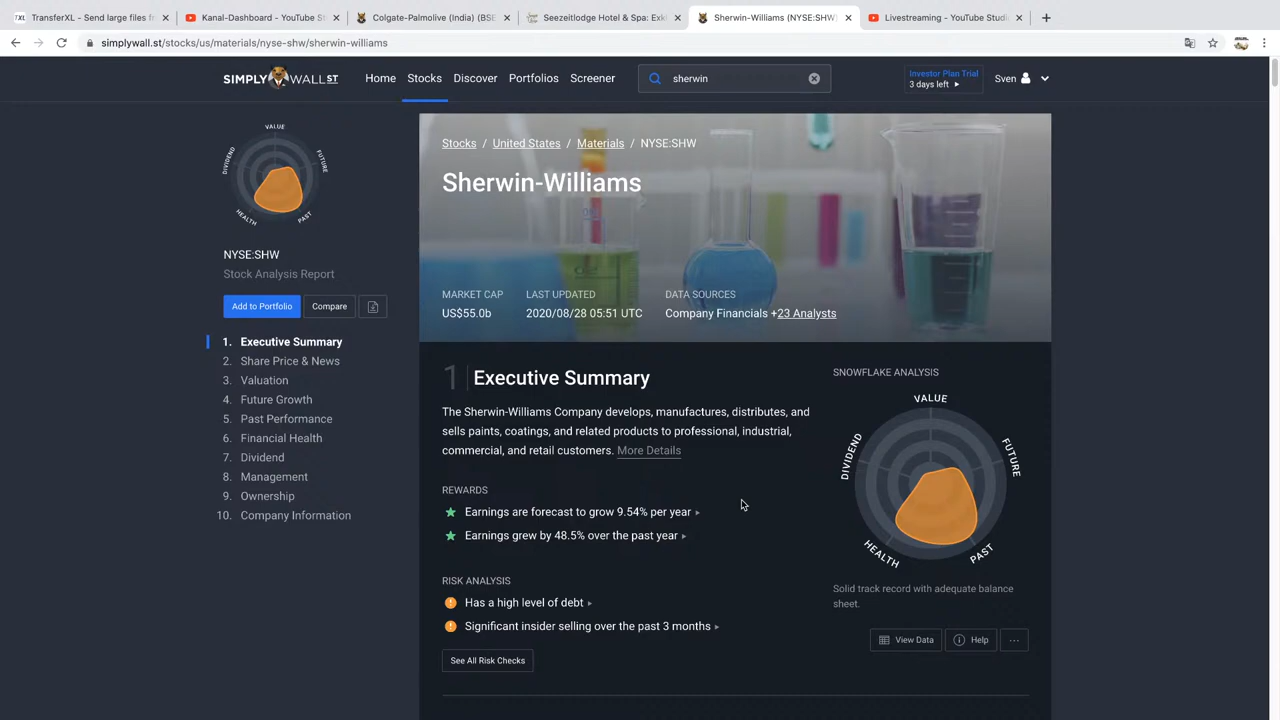 TransferXL - Send large files f
Kanal-Dashboard - YouTube S
Colgate-Palmolive (India) (BSE
Seezeitlodge Hotel & Spa: Exk
Sherwin-Williams (NYSE:SHW)
Livestreaming - YouTube Stud
simplywall.st/stocks/us/materials/nyse-shw/sherwin-williams
SIMPLY WALL ST
Home
Stocks
Discover
Portfolios
Screener
sherwin
Investor Plan Trial
3 days left
Sven
VALUE
FUTURE
PAST
HEALTH
DIVIDEND
NYSE:SHW
Stock Analysis Report
Add to Portfolio
Compare
1. Executive Summary
2. Share Price & News
3. Valuation
4. Future Growth
5. Past Performance
6. Financial Health
7. Dividend
8. Management
9. Ownership
10. Company Information
Stocks / United States / Materials / NYSE:SHW
Sherwin-Williams
MARKET CAP
US$55.0b
LAST UPDATED
2020/08/28 05:51 UTC
DATA SOURCES
Company Financials +23 Analysts
1 Executive Summary
The Sherwin-Williams Company develops, manufactures, distributes, and
sells paints, coatings, and related products to professional, industrial,
commercial, and retail customers. More Details
REWARDS
Earnings are forecast to grow 9.54% per year
Earnings grew by 48.5% over the past year
RISK ANALYSIS
Has a high level of debt
Significant insider selling over the past 3 months
See All Risk Checks
SNOWFLAKE ANALYSIS
VALUE
FUTURE
PAST
HEALTH
DIVIDEND
Solid track record with adequate balance
sheet.
View Data
Help
...